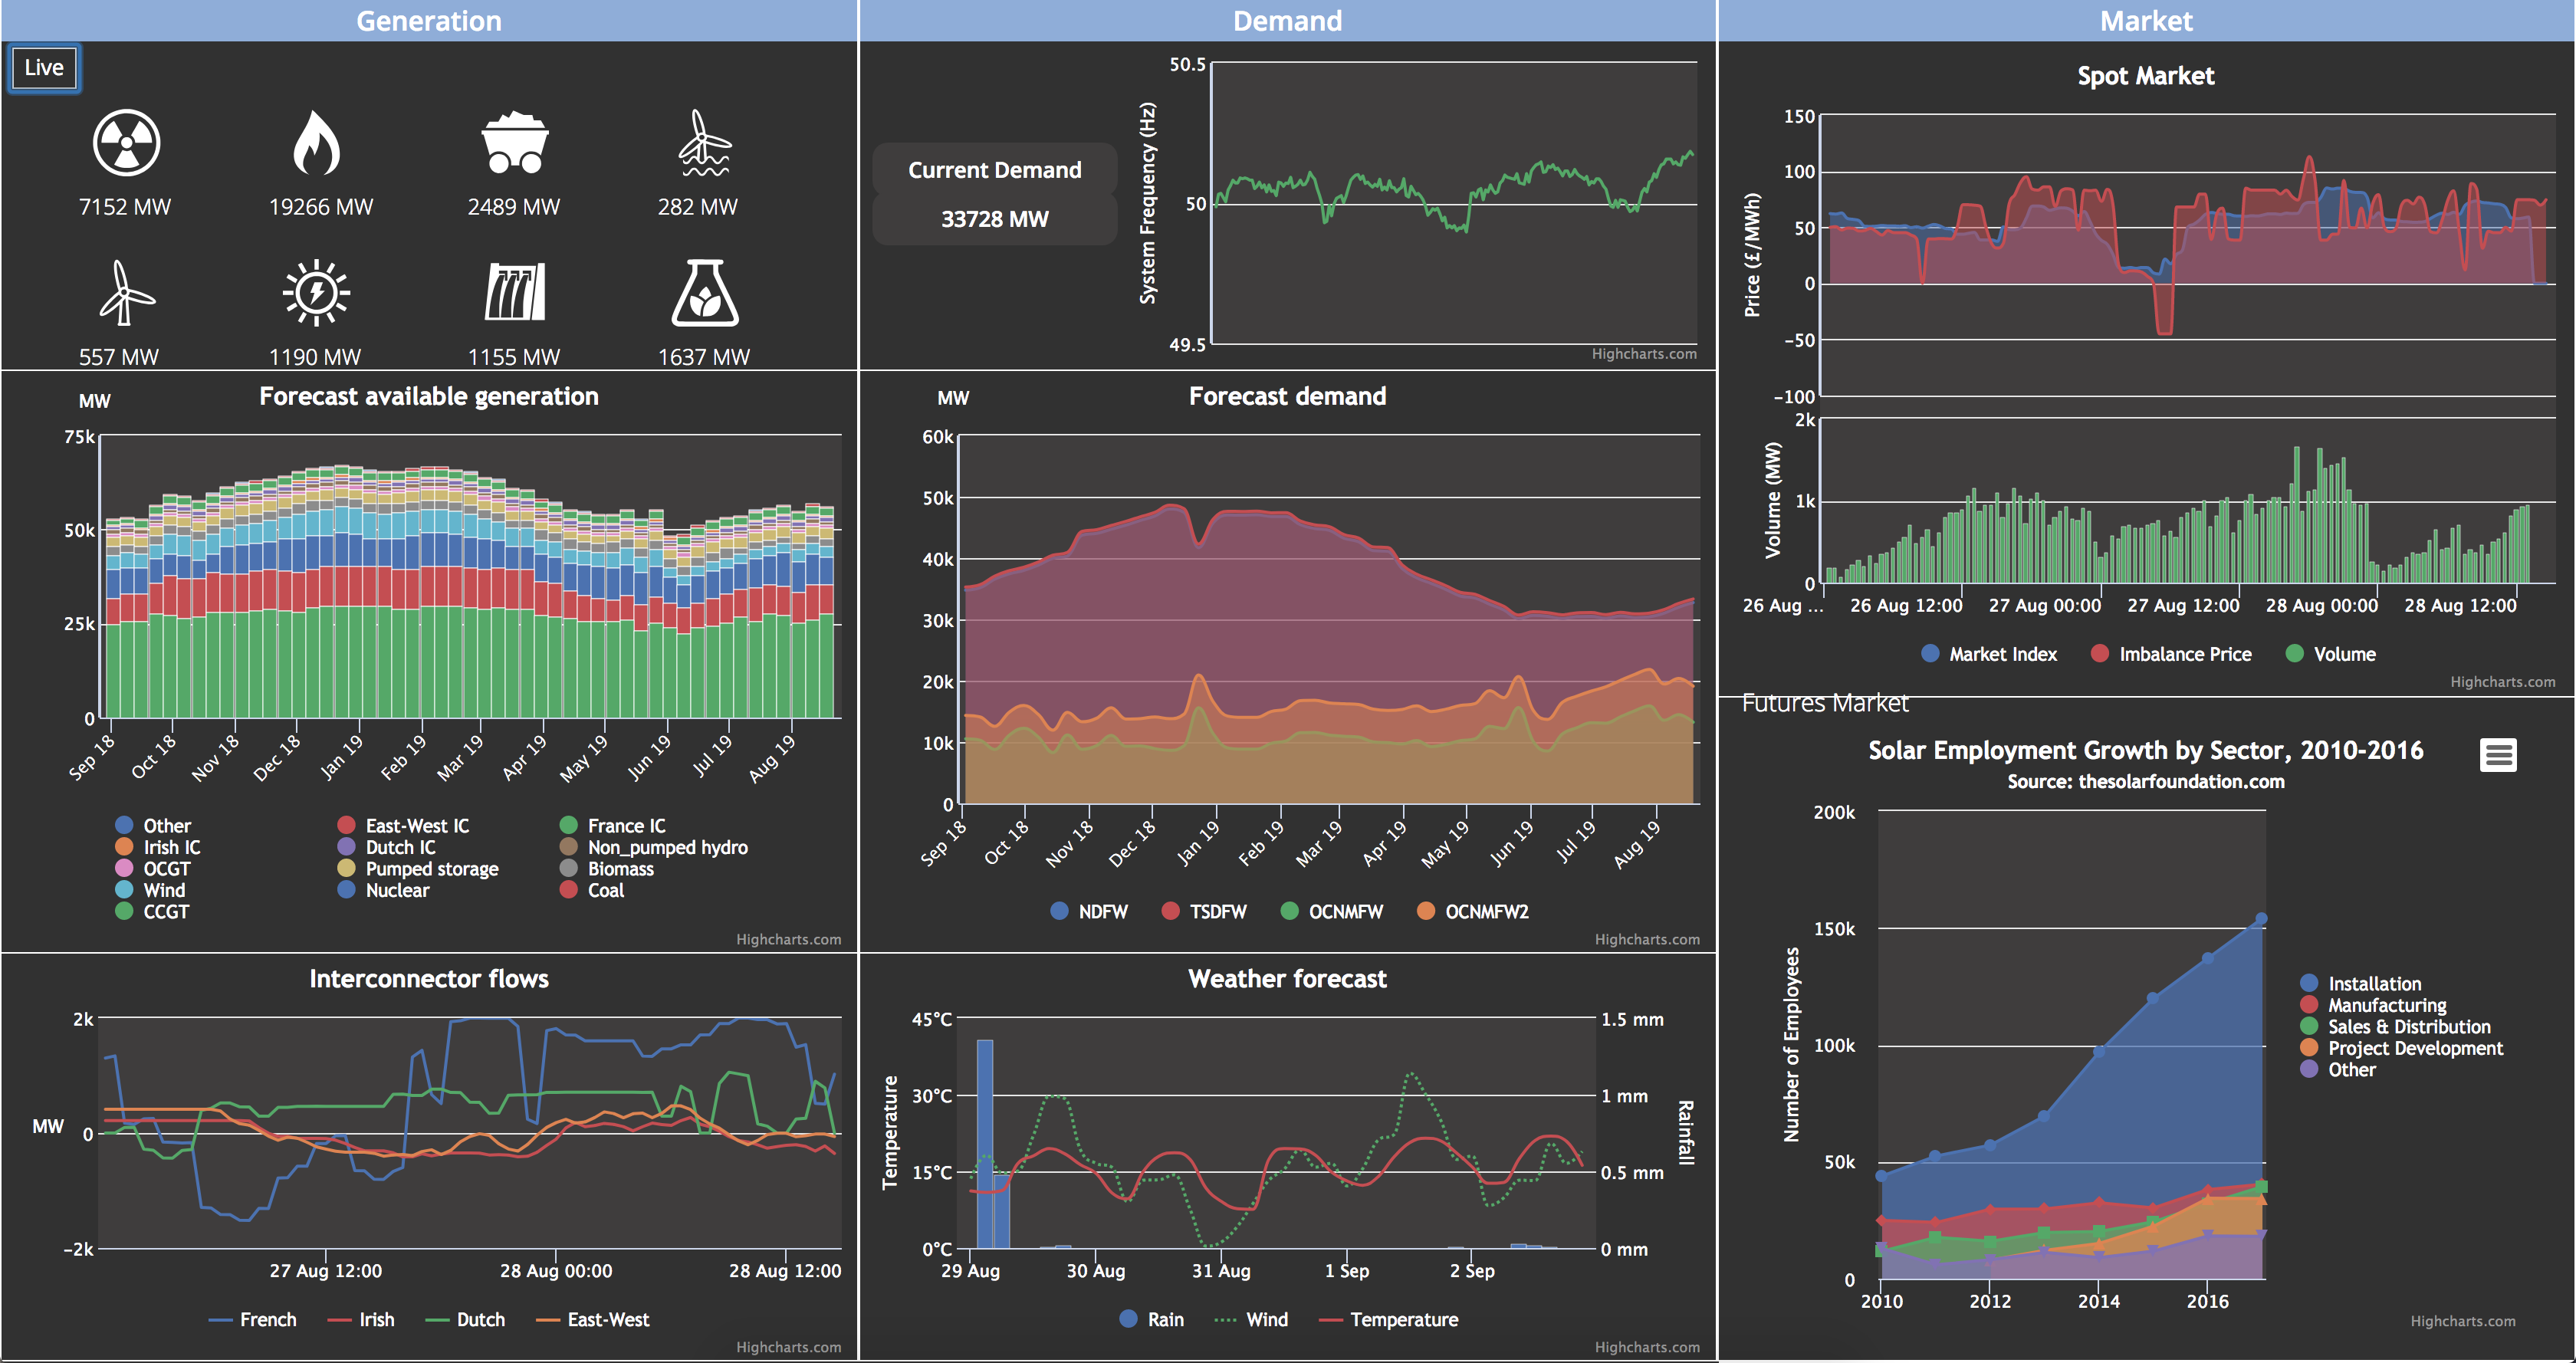 Generation
Live
7152 MW 19266 MW 2489 MW 282 MW
557 MW 1190 MW 1155 MW 1637 MW
MW
Forecast available generation
75k
50k
25k
0
Sep 18 Oct 18 Nov 18 Dec 18 Jan 19 Feb 19 Mar 19 Apr 19 May 19 Jun 19 Jul 19 Aug 19
Other East-West IC France IC
Irish IC Dutch IC Non_pumped hydro
OCGT Pumped storage Biomass
Wind Nuclear Coal
CCGT
Highcharts.com
Interconnector flows
MW
2k
0
−2k
27 Aug 12:00 28 Aug 00:00 28 Aug 12:00
French Irish Dutch East-West
Highcharts.com
Demand
Current Demand
33728 MW
System Frequency (Hz)
50.5
50
49.5
Highcharts.com
MW
Forecast demand
60k
50k
40k
30k
20k
10k
0
Sep 18 Oct 18 Nov 18 Dec 18 Jan 19 Feb 19 Mar 19 Apr 19 May 19 Jun 19 Jul 19 Aug 19
NDFW TSDFW OCNMFW OCNMFW2
Highcharts.com
Weather forecast
Temperature
45°C
30°C
15°C
0°C
1.5 mm
1 mm
0.5 mm
0 mm
Rainfall
29 Aug 30 Aug 31 Aug 1 Sep 2 Sep
Rain Wind Temperature
Highcharts.com
Market
Spot Market
Price (£/MWh)
150
100
50
0
−50
−100
Volume (MW)
2k
1k
0
26 Aug ... 26 Aug 12:00 27 Aug 00:00 27 Aug 12:00 28 Aug 00:00 28 Aug 12:00
Market Index Imbalance Price Volume
Highcharts.com
Futures Market
Solar Employment Growth by Sector, 2010-2016
Source: thesolarfoundation.com
Number of Employees
200k
150k
100k
50k
0
2010 2012 2014 2016
Installation
Manufacturing
Sales & Distribution
Project Development
Other
Highcharts.com